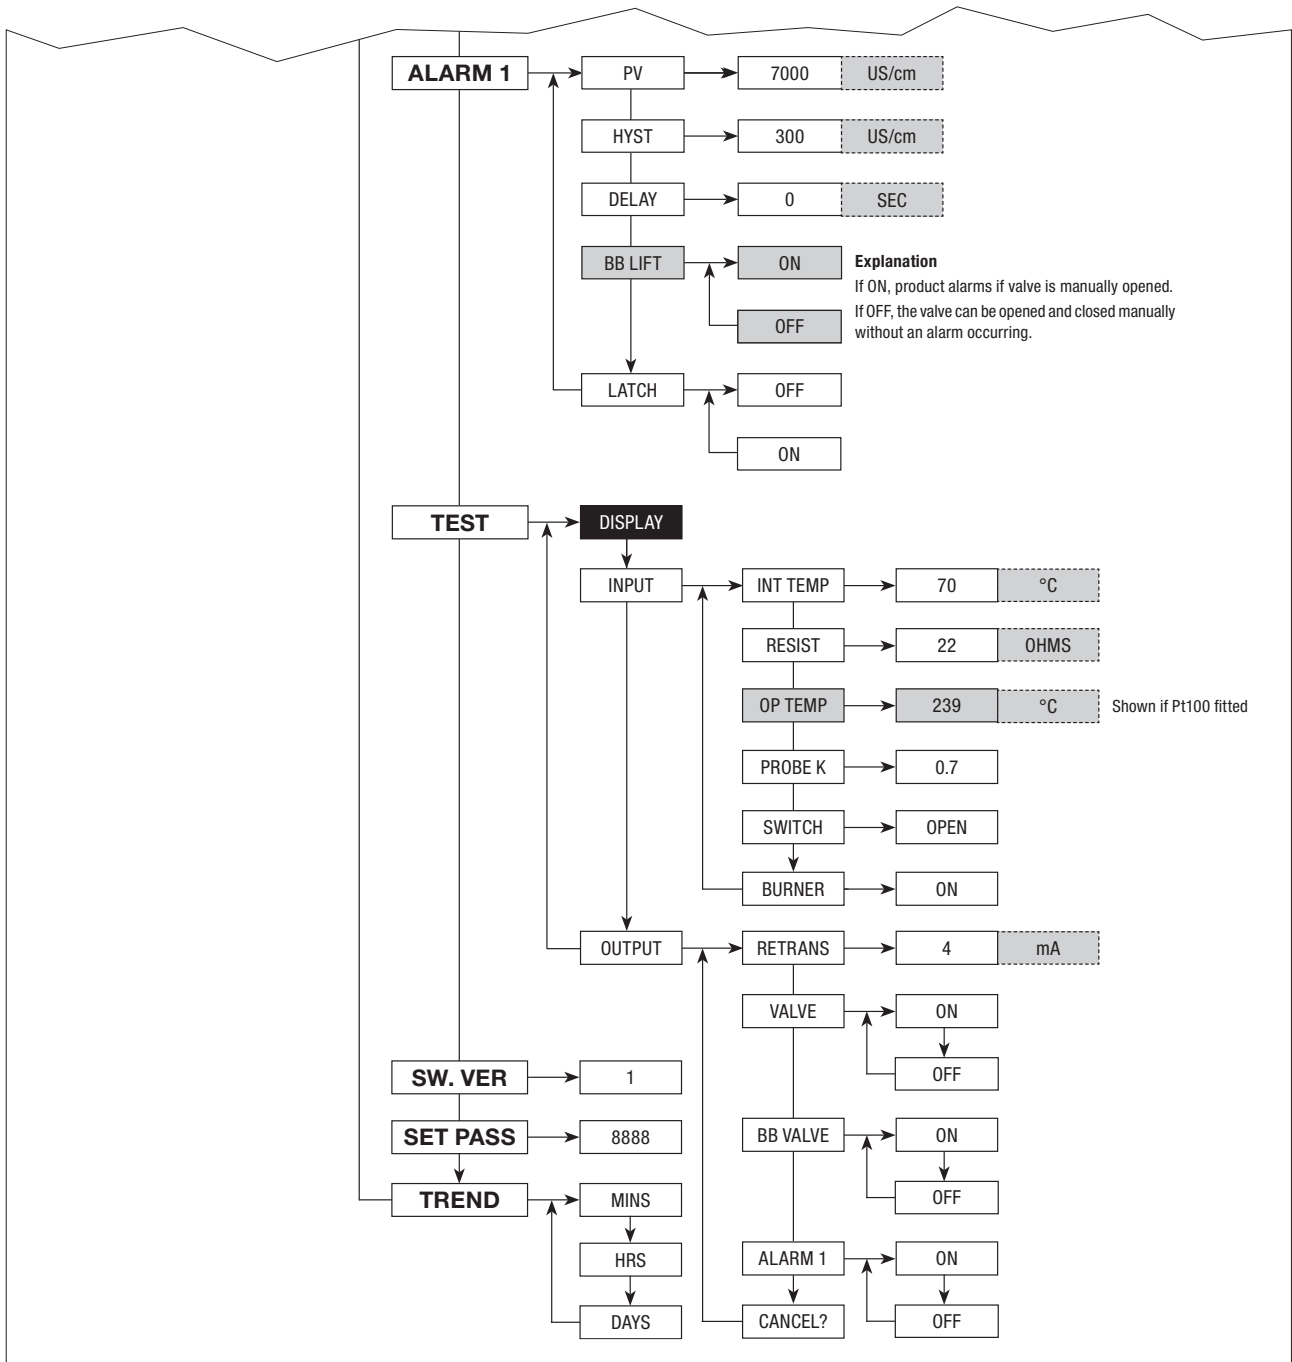 ALARM 1 PV 7000 US/cm
HYST 300 US/cm
DELAY 0 SEC
BB LIFT ON Explanation
If ON, product alarms if valve is manually opened.
OFF If OFF, the valve can be opened and closed manually
without an alarm occurring.
LATCH OFF
ON
TEST DISPLAY
INPUT INT TEMP 70 °C
RESIST 22 OHMS
OP TEMP 239 °C Shown if Pt100 fitted
PROBE K 0.7
SWITCH OPEN
BURNER ON
OUTPUT RETRANS 4 mA
VALVE ON
SW. VER 1 OFF
SET PASS 8888 BB VALVE ON
TREND MINS OFF
HRS ALARM 1 ON
DAYS CANCEL? OFF